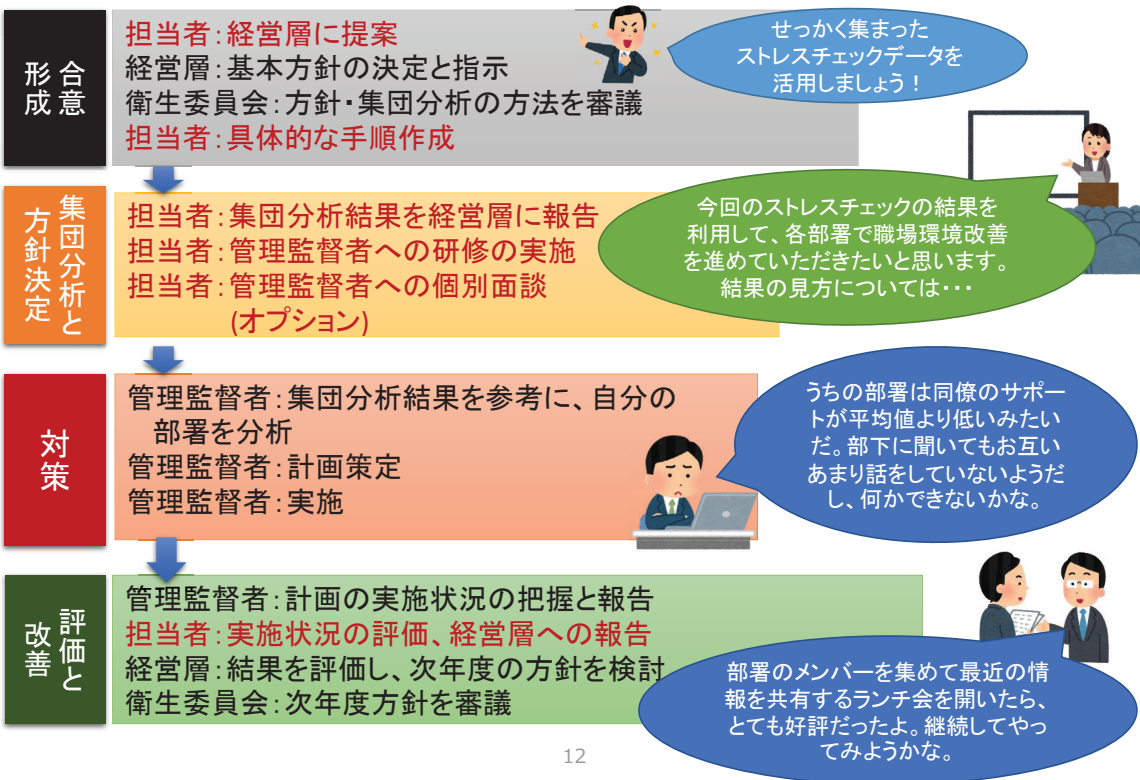 合意
形成
担当者：経営層に提案
経営層：基本方針の決定と指示
衛生委員会：方針・集団分析の方法を審議
担当者：具体的な手順作成
せっかく集まった
ストレスチェックデータを
活用しましょう！
集団分析と
方針決定
担当者：集団分析結果を経営層に報告
担当者：管理監督者への研修の実施
担当者：管理監督者への個別面談
(オプション)
今回のストレスチェックの結果を
利用して、各部署で職場環境改善
を進めていただきたいと思います。
結果の見方については・・・
対策
管理監督者：集団分析結果を参考に、自分の
部署を分析
管理監督者：計画策定
管理監督者：実施
うちの部署は同僚のサポー
トが平均値より低いみたい
だ。部下に聞いてもお互い
あまり話をしていないようだ
し、何かできないかな。
評価と
改善
管理監督者：計画の実施状況の把握と報告
担当者：実施状況の評価、経営層への報告
経営層：結果を評価し、次年度の方針を検討
衛生委員会：次年度方針を審議
部署のメンバーを集めて最近の情
報を共有するランチ会を開いたら、
とても好評だったよ。継続してやっ
てみようかな。
12